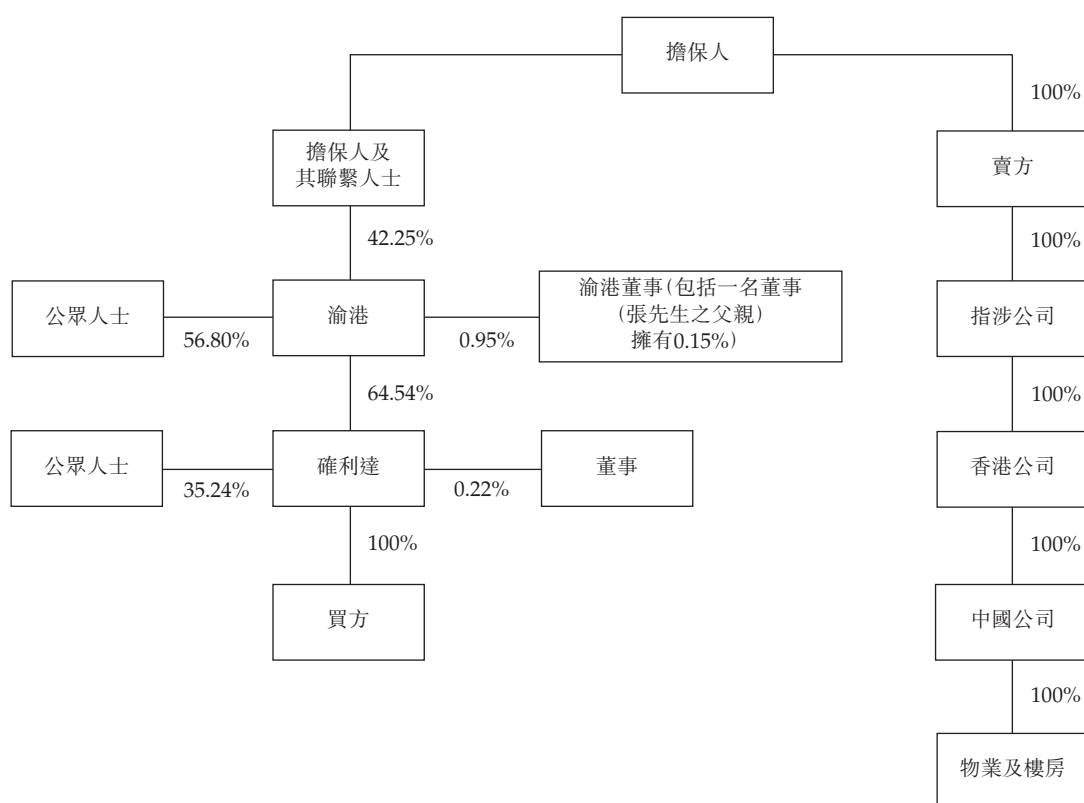 擔保人
100%
擔保人及
其聯繫人士
賣方
42.25%
100%
公眾人士
56.80%
渝港
0.95%
渝港董事(包括一名董事
(張先生之父親)
擁有0.15%)
指涉公司
64.54%
100%
公眾人士
35.24%
確利達
0.22%
董事
香港公司
100%
100%
買方
中國公司
100%
物業及樓房